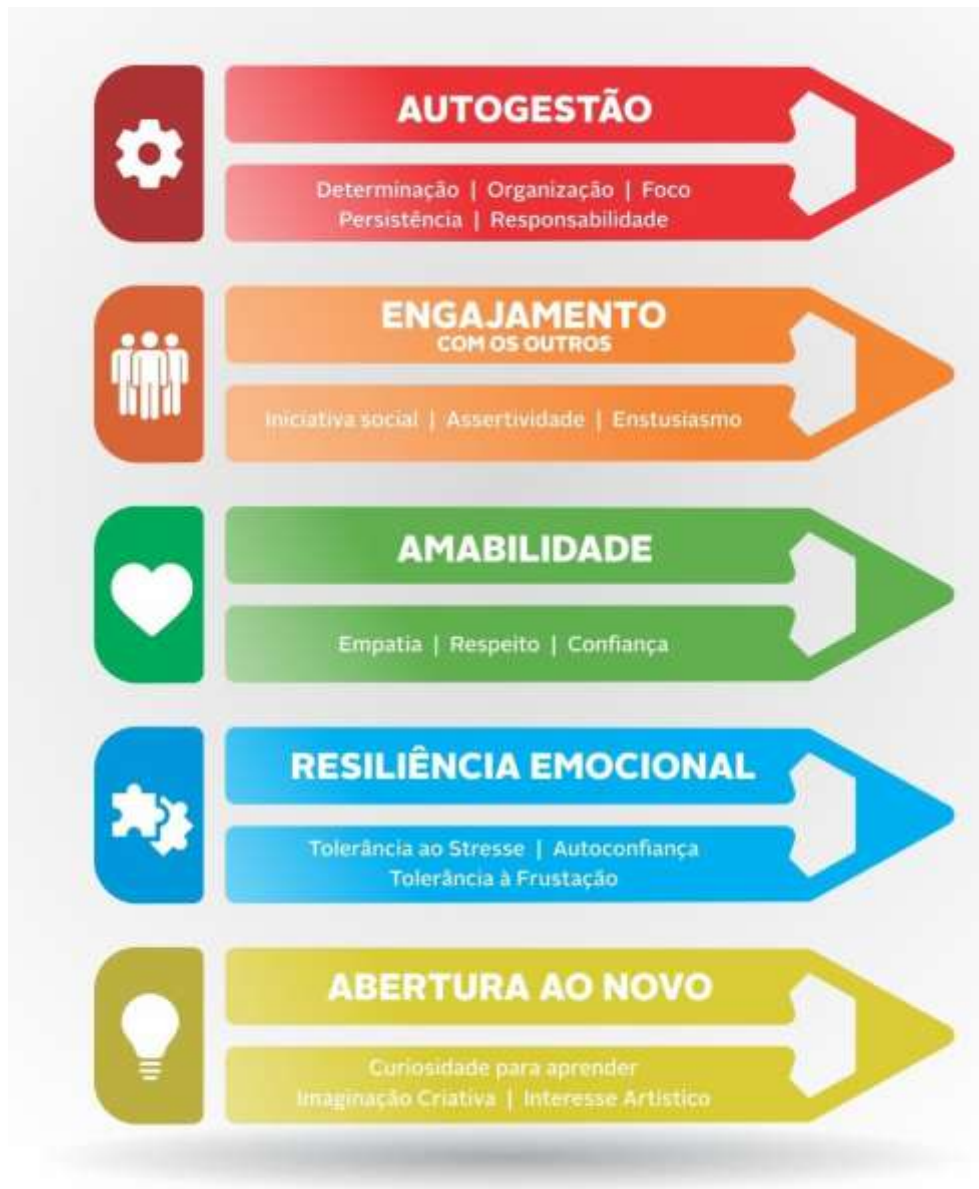 AUTOGESTÃO
Determinação | Organização | Foco
Persistência | Responsabilidade
ENGAJAMENTO
COM OS OUTROS
Iniciativa social | Assertividade | Enstusiasmo
AMABILIDADE
Empatia | Respeito | Confiança
RESILIÊNCIA EMOCIONAL
Tolerância ao Stresse | Autoconfiança
Tolerância à Frustação
ABERTURA AO NOVO
Curiosidade para aprender
Imaginação Criativa | Interesse Artístico